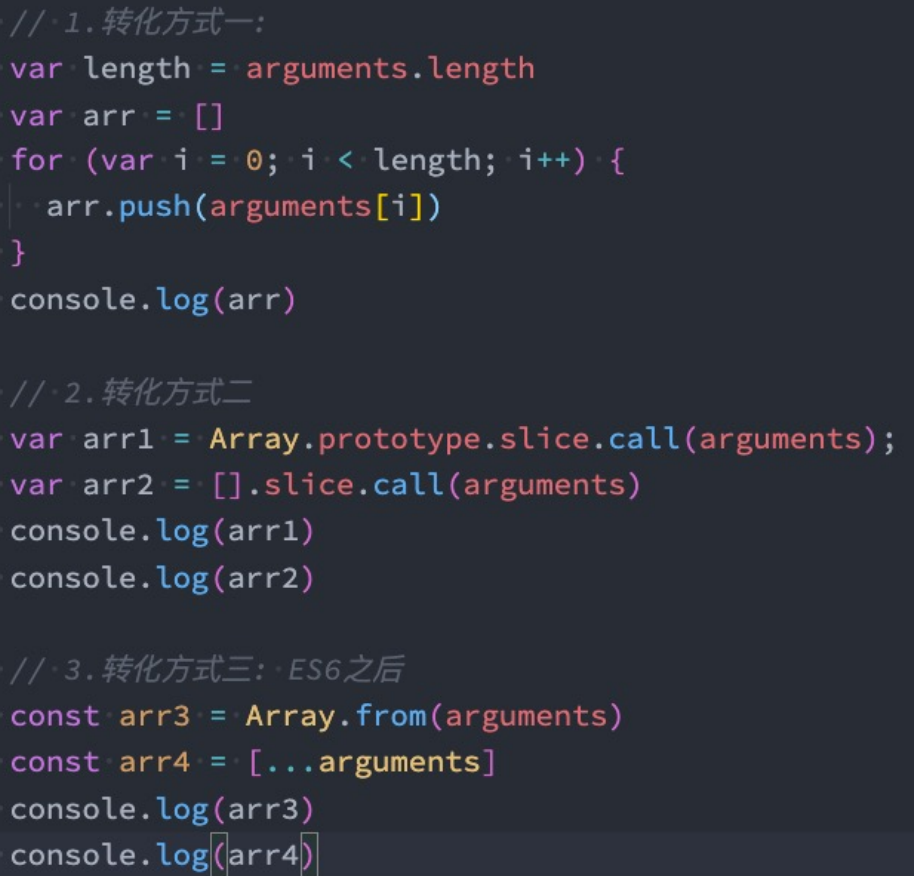 // 1.转化方式一:
var length = arguments.length
var arr = []
for (var i = 0; i < length; i++) {
  arr.push(arguments[i])
}
console.log(arr)

// 2.转化方式二
var arr1 = Array.prototype.slice.call(arguments);
var arr2 = [].slice.call(arguments)
console.log(arr1)
console.log(arr2)

// 3.转化方式三: ES6之后
const arr3 = Array.from(arguments)
const arr4 = [...arguments]
console.log(arr3)
console.log(arr4)